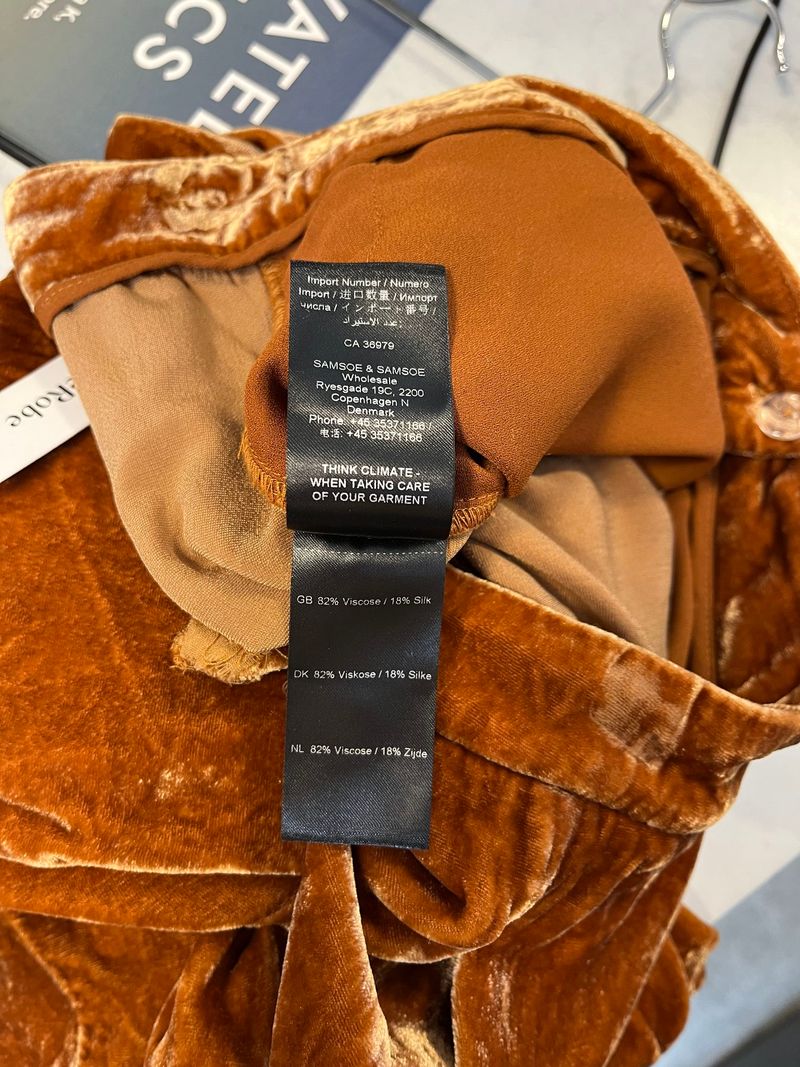 Import Number / Numero
Import / 进口数量 / Импорт
числа / インポート番号 /
عدد الاستيراد:
CA 36979
SAMSOE & SAMSOE
Wholesale
Ryesgade 19C, 2200
Copenhagen N
Denmark
Phone: +45 35371166 /
电话: +45 35371166
THINK CLIMATE -
WHEN TAKING CARE
OF YOUR GARMENT
GB 82% Viscose / 18% Silk
DK 82% Viskose / 18% Silke
NL 82% Viscose / 18% Zijde
eRobe